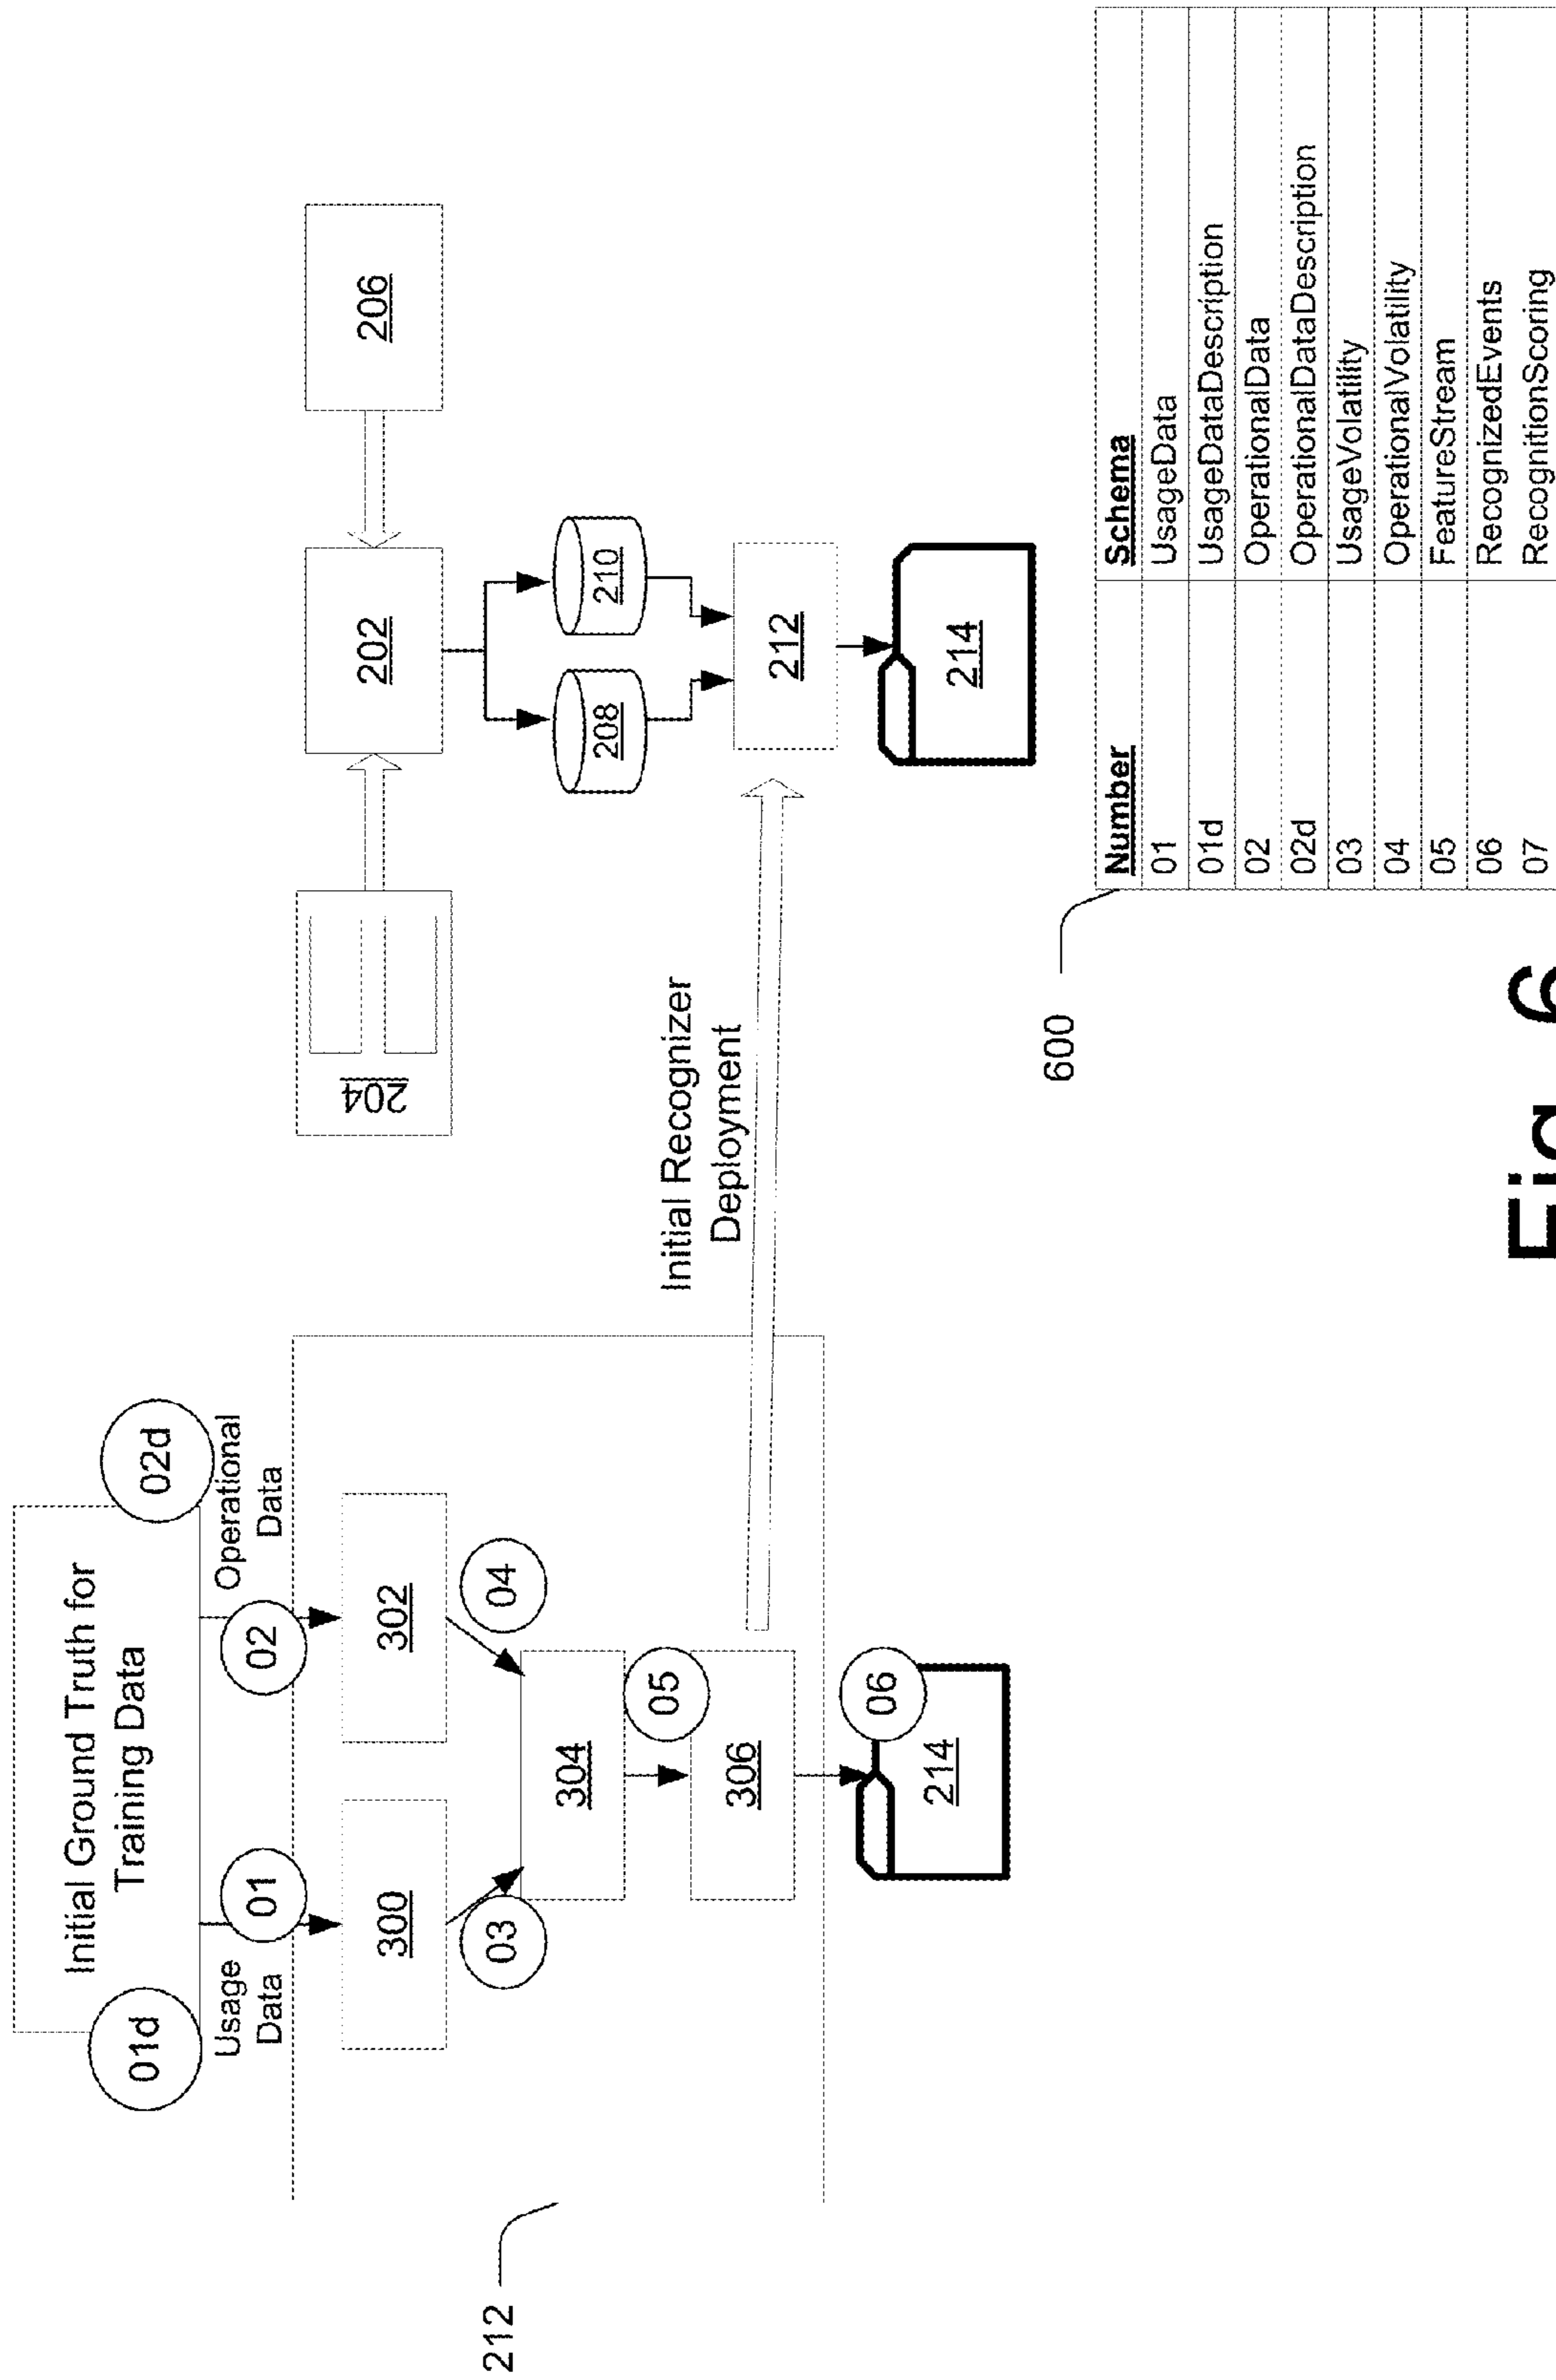 Initial Ground Truth for
Training Data
01d
02d
Usage
Data
01
02
Operational
Data
300
302
03
04
304
05
306
06
214
212
204
202
206
208
210
212
214
Initial Recognizer
Deployment
600
Number Schema
01 UsageData
01d UsageDataDescription
02 OperationalData
02d OperationalDataDescription
03 UsageVolatility
04 OperationalVolatility
05 FeatureStream
06 RecognizedEvents
07 RecognitionScoring